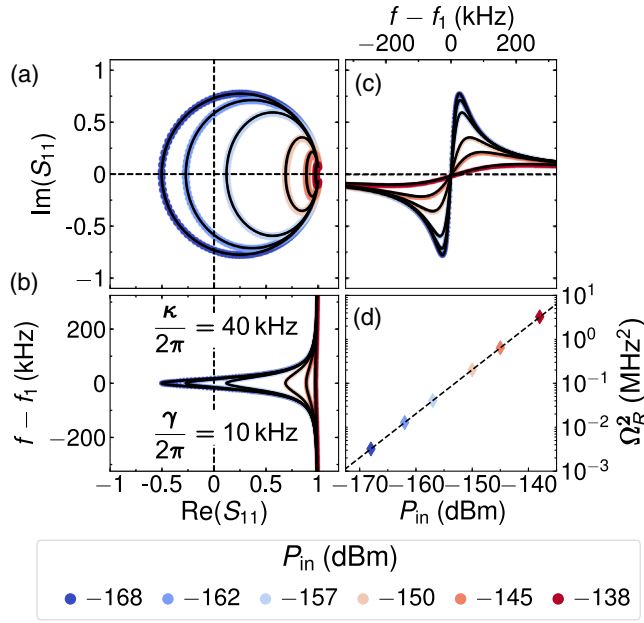 f − f₁ (kHz)
−200 0 200
(a)
(c)
1
0.5
0
-0.5
−1
Im(S₁₁)
(b)
κ/2π = 40 kHz
γ/2π = 10 kHz
200
0
−200
f − f₁ (kHz)
−1 -0.5 0 0.5 1
Re(S₁₁)
(d)
10¹
10⁰
10⁻¹
10⁻²
10⁻³
Ω²_R (MHz²)
−170 −160 −150 −140
P_in (dBm)
P_in (dBm)
−168 −162 −157 −150 −145 −138